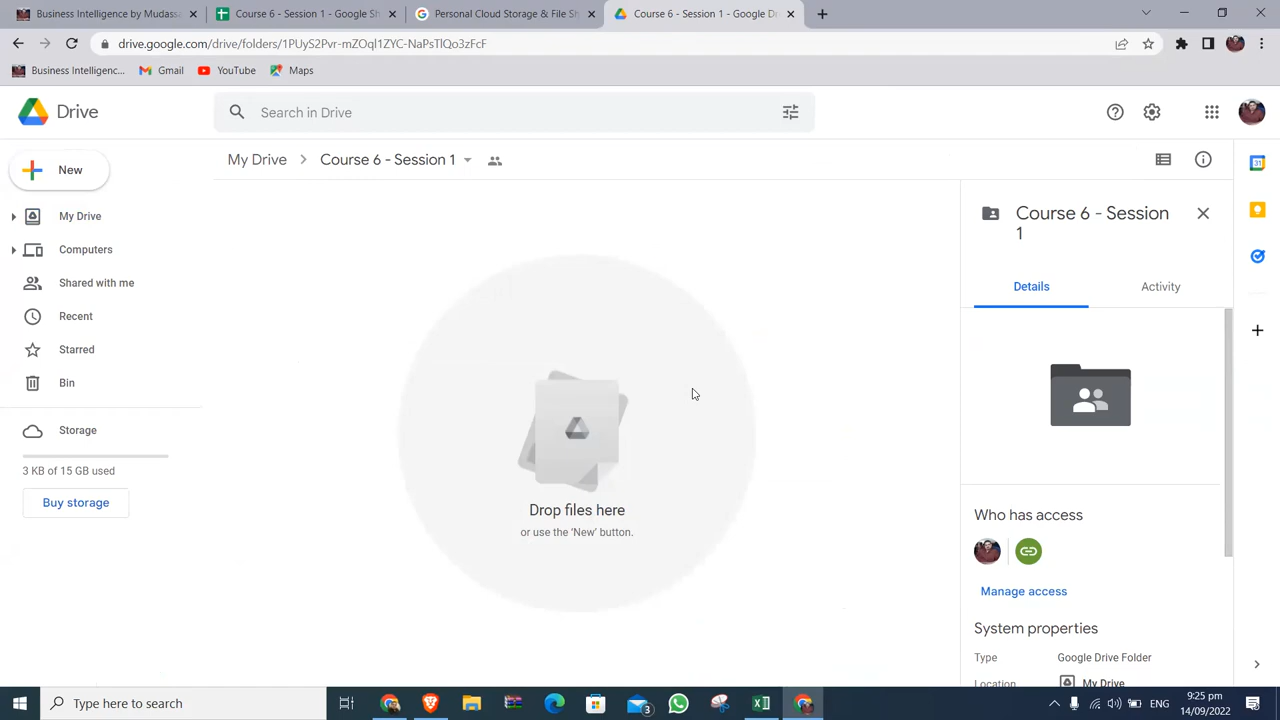 Business Intelligence by Mudass
Course 6 - Session 1 - Google Sh
Personal Cloud Storage & File Sh
Course 6 - Session 1 - Google Dr
drive.google.com/drive/folders/1PUyS2Pvr-mZOql1ZYC-NaPsTlQo3zFcF
Business Intelligenc...
Gmail
YouTube
Maps
Drive
Search in Drive
New
My Drive
Course 6 - Session 1
My Drive
Computers
Shared with me
Recent
Starred
Bin
Storage
3 KB of 15 GB used
Buy storage
Drop files here
or use the 'New' button.
Course 6 - Session
1
Details
Activity
Who has access
Manage access
System properties
Type
Google Drive Folder
Location
My Drive
31
Type here to search
3
ENG
9:25 pm
14/09/2022